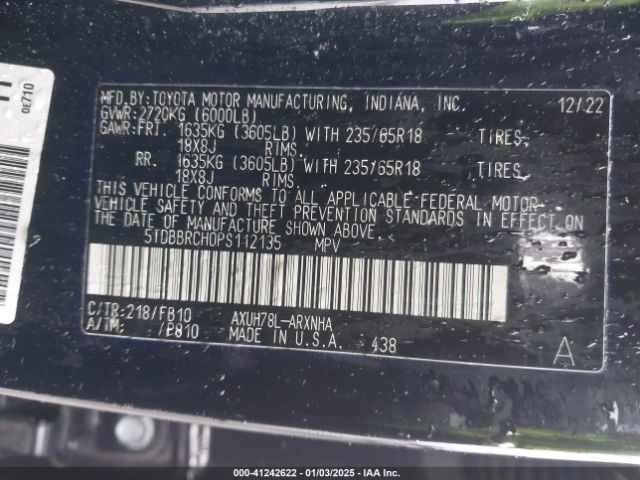 MFD.BY:TOYOTA MOTOR MANUFACTURING, INDIANA, INC. 12/22
GVWR:2720KG (6000LB)
GAWR:FRT 1635KG (3605LB) WITH 235/65R18 TIRES.
18X8J RIMS
RR. 1635KG (3605LB) WITH 235/65R18 TIRES.
18X8J RIMS
THIS VEHICLE CONFORMS TO ALL APPLICABLE FEDERAL MOTOR
VEHICLE SAFETY AND THEFT PREVENTION STANDARDS IN EFFECT ON
THE DATE OF MANUFACTURE SHOWN ABOVE.
5TDBBRCH0PS112135 MPV
C/TR:218/FB10 AXUH78L-ARXNHA
A/TM: /P810 MADE IN U.S.A. 438 A
0E710
000-41242622 - 01/03/2025 - IAA Inc.